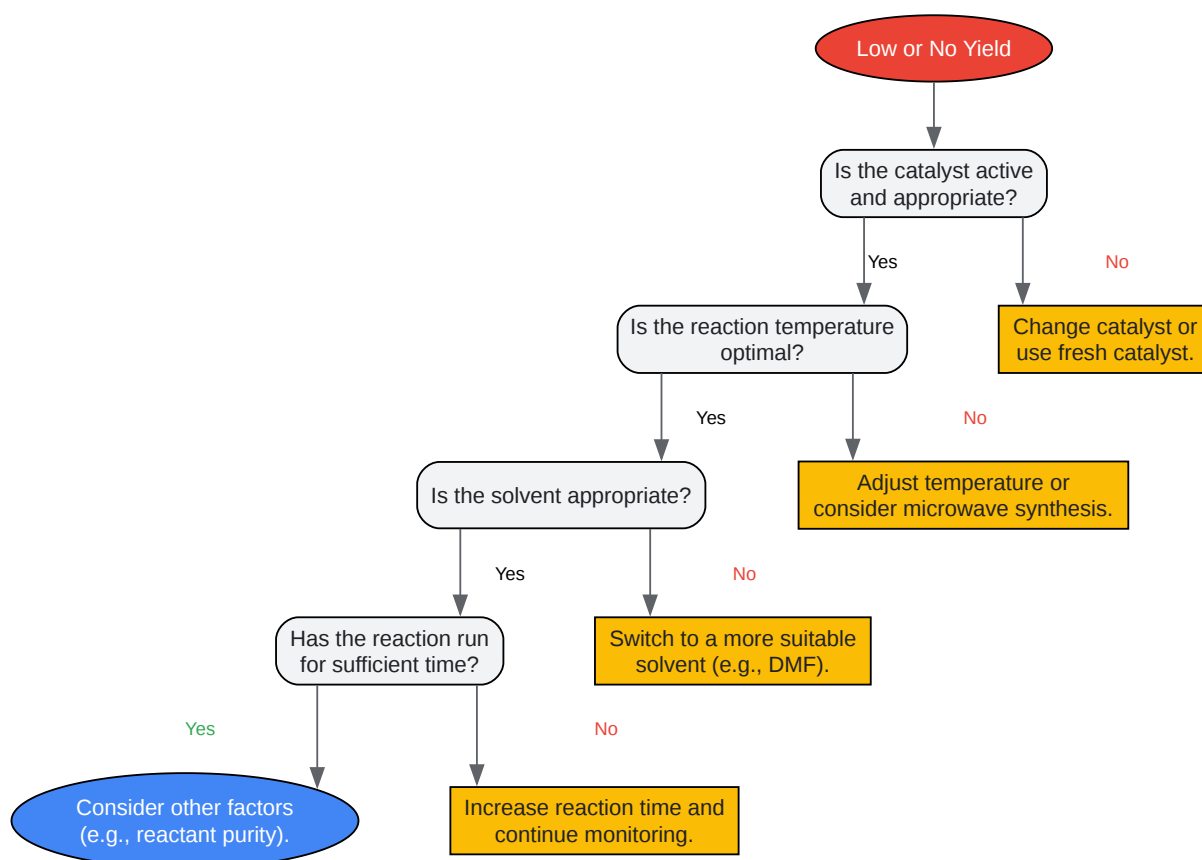 Low or No Yield
Is the catalyst active
and appropriate?
Yes
No
Is the reaction temperature
optimal?
Change catalyst or
use fresh catalyst.
Yes
No
Is the solvent appropriate?
Adjust temperature or
consider microwave synthesis.
Yes
No
Has the reaction run
for sufficient time?
Switch to a more suitable
solvent (e.g., DMF).
Yes
No
Consider other factors
(e.g., reactant purity).
Increase reaction time and
continue monitoring.